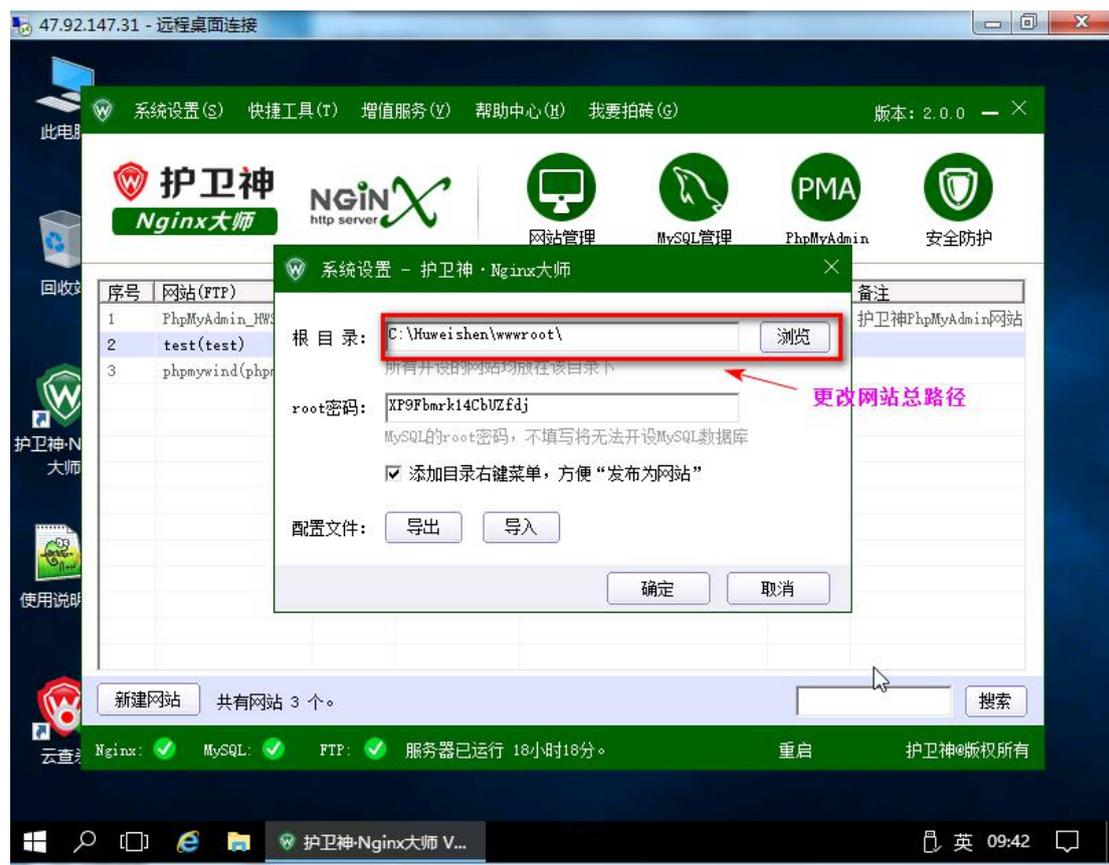 47.92.147.31 - 远程桌面连接
系统设置(S) 快捷工具(T) 增值服务(V) 帮助中心(H) 我要拍砖(G) 版本: 2.0.0
护卫神
Nginx大师
NGiNX
http server
PMA
网站管理 MySQL管理 PhpMyAdmin 安全防护
此电脑
回收站
护卫神·N
大师
使用说明
云查杀
序号 网站(FTP) 备注
1 PhpMyAdmin_HWS 护卫神PhpMyAdmin网站
2 test(test)
3 phpmywind(phpm
系统设置 - 护卫神·Nginx大师
根 目 录: C:\Huweishen\wwwroot\ 浏览
所有开设的网站均放在该目录下
更改网站总路径
root密码: XP9Fbmrk14CbUZfdj
MySQL的root密码，不填写将无法开设MySQL数据库
添加目录右键菜单，方便“发布为网站”
配置文件: 导出 导入
确定 取消
新建网站 共有网站 3 个。 搜索
Nginx: MySQL: FTP: 服务器已运行 18小时18分。 重启 护卫神@版权所有
护卫神·Nginx大师 V... 英 09:42